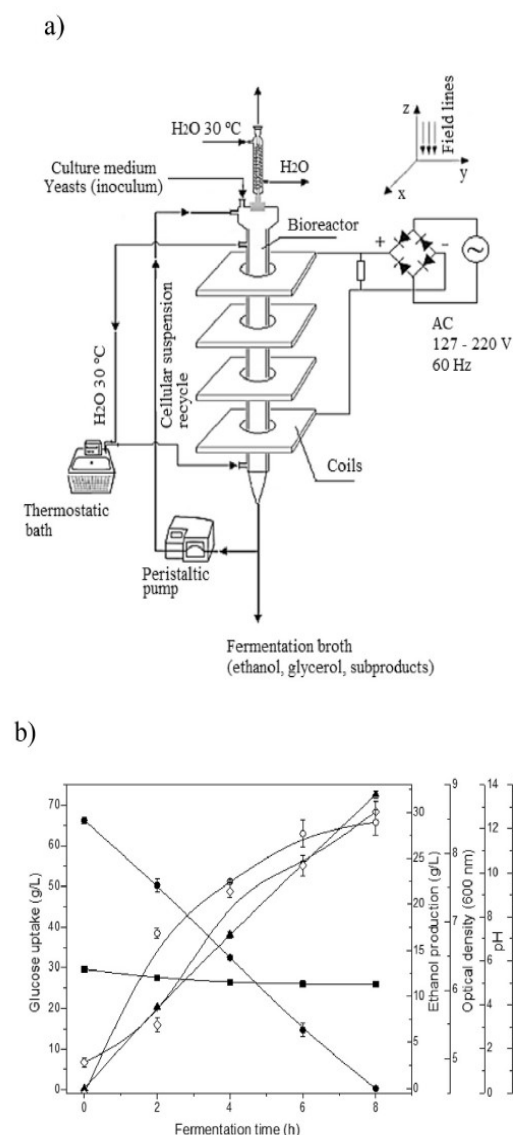 a)
z
Field lines
y
x
H2O 30 ºC
H2O
Culture medium
Yeasts (inoculum)
Bioreactor
+
-
AC
127 - 220 V
60 Hz
H2O 30 ºC
Cellular suspension
recycle
Coils
Thermostatic
bath
Peristaltic
pump
Fermentation broth
(ethanol, glycerol, subproducts)
b)
Glucose uptake (g/L)
70
60
50
40
30
20
10
0
0
2
4
6
8
Fermentation time (h)
Ethanol production (g/L)
30
25
20
15
10
5
0
Optical density (600 nm)
9
8
7
6
5
pH
14
12
10
8
6
4
2
0